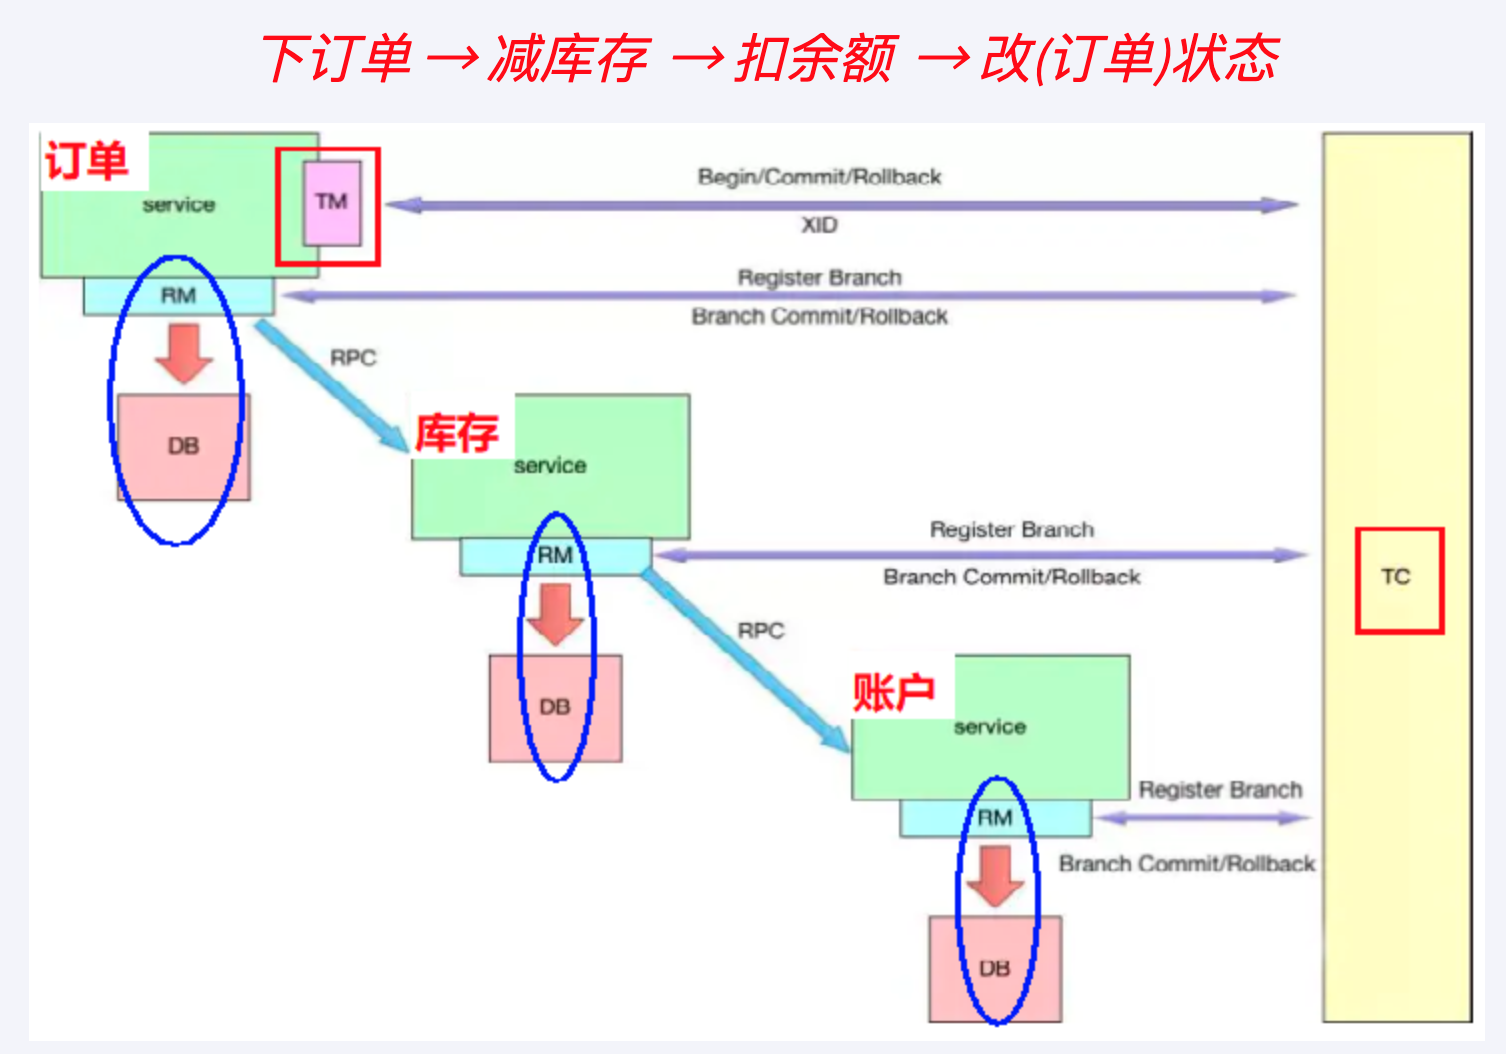 下订单 → 减库存 → 扣余额 → 改(订单)状态
订单
service
TM
Begin/Commit/Rollback
XID
RM
Register Branch
Branch Commit/Rollback
RPC
DB
库存
service
RM
Register Branch
Branch Commit/Rollback
TC
RPC
DB
账户
service
RM
Register Branch
Branch Commit/Rollback
DB